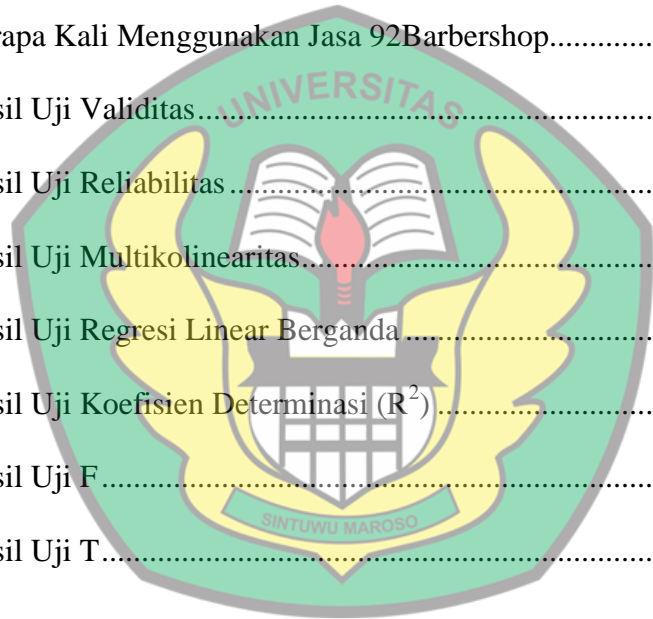 rapa Kali Menggunakan Jasa 92Barbershop.............
UNIVERSITAS
sil Uji Validitas
sil Uji Reliabilitas
sil Uji Multikolinearitas
sil Uji Regresi Linear Berganda
sil Uji Koefisien Determinasi (R²)
sil Uji F
SINTUWU MAROSO
sil Uji T